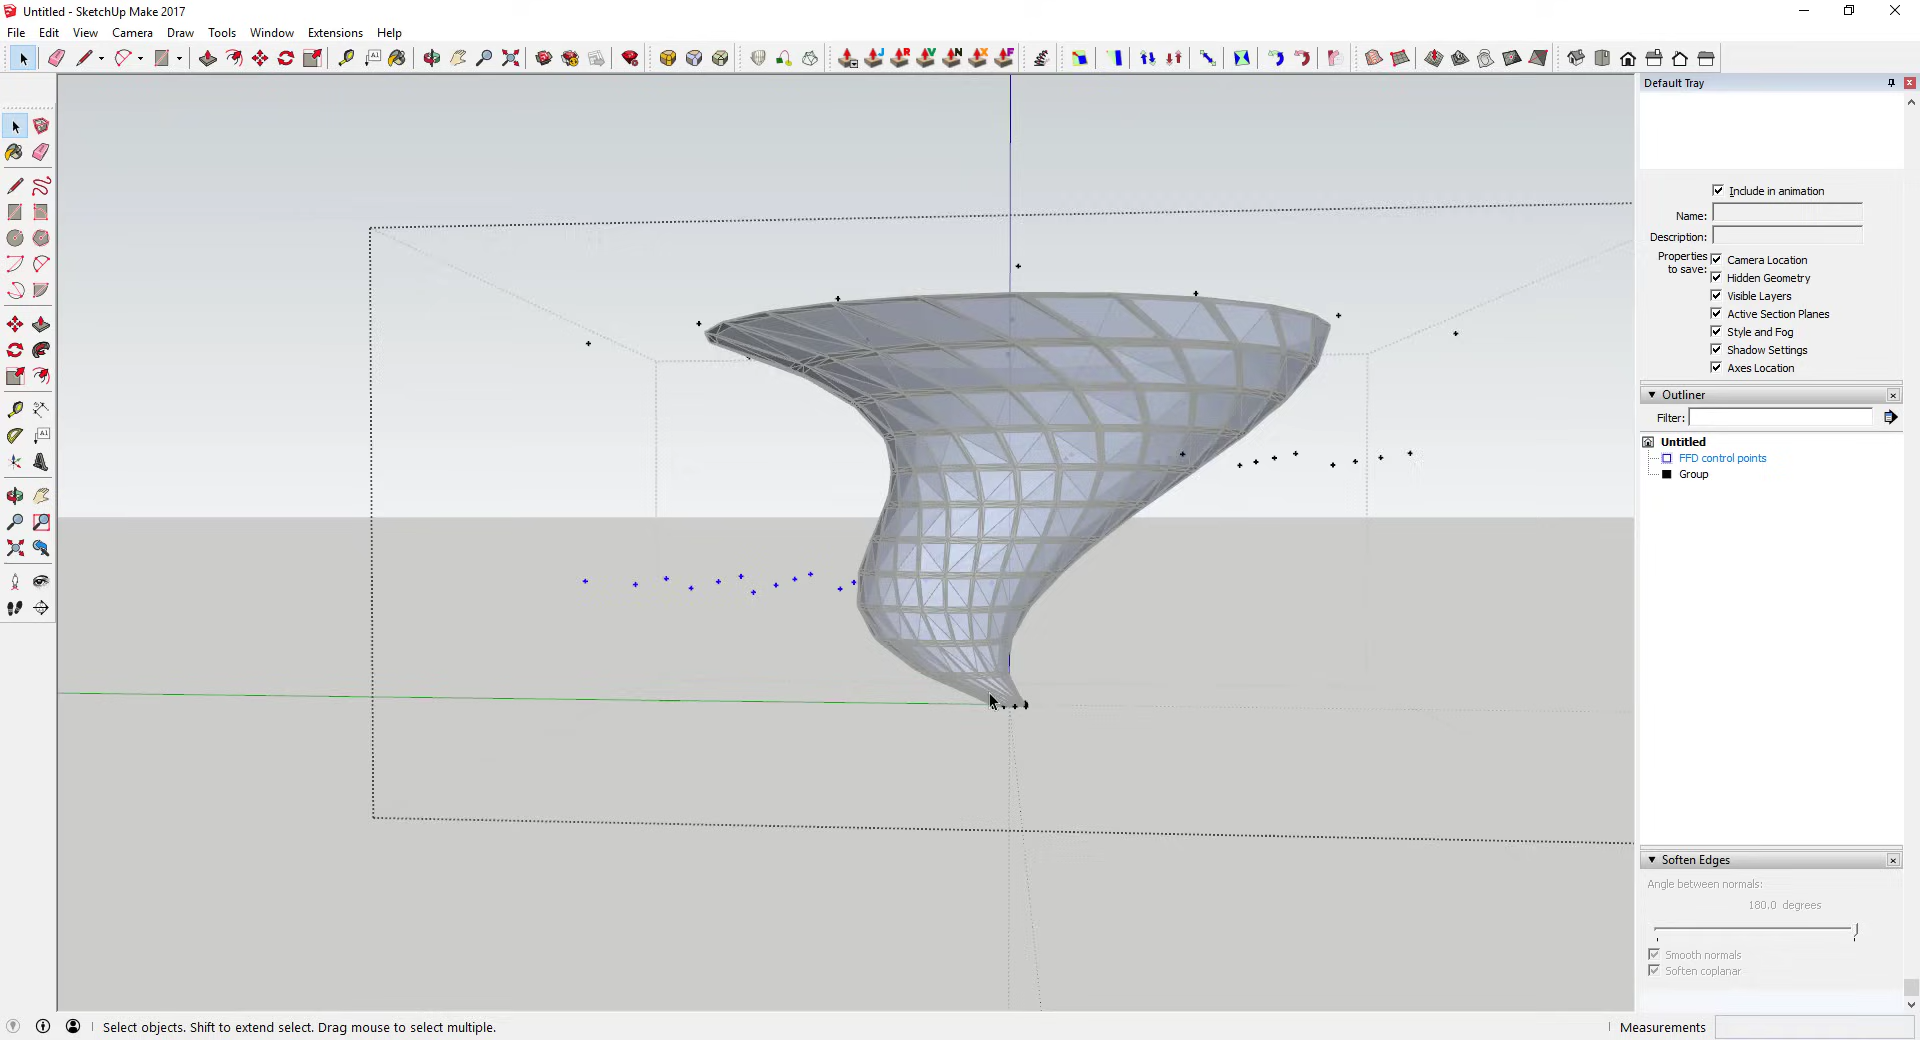 Untitled - SketchUp Make 2017
File Edit View Camera Draw Tools Window Extensions Help
J R V N X F
A1
Default Tray
Include in animation
Name:
Description:
Properties to save:
Camera Location
Hidden Geometry
Visible Layers
Active Section Planes
Style and Fog
Shadow Settings
Axes Location
Outliner
Filter:
Untitled
FFD control points
Group
A1
Soften Edges
Angle between normals:
180.0 degrees
Smooth normals
Soften coplanar
Select objects. Shift to extend select. Drag mouse to select multiple.
Measurements